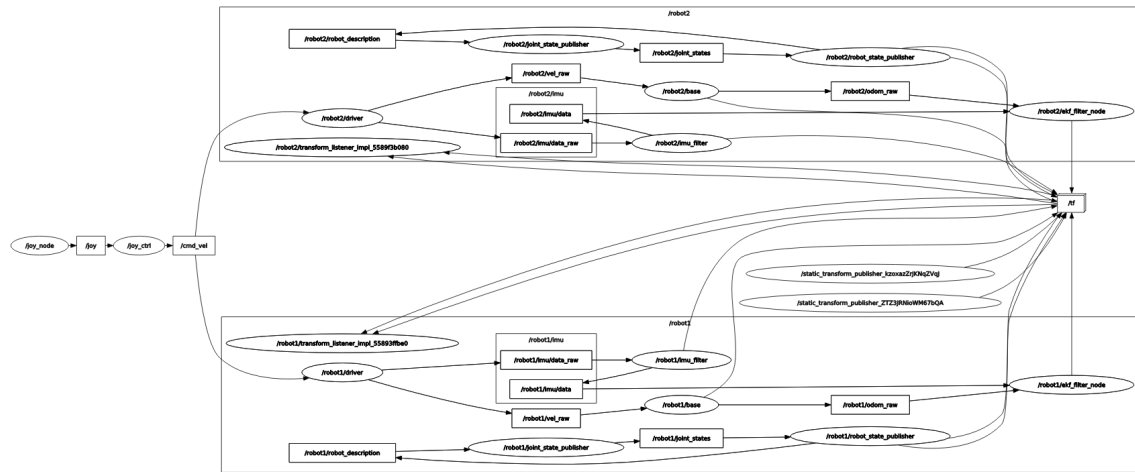 /robot2
/robot2/robot_description
/robot2/joint_state_publisher
/robot2/joint_states
/robot2/robot_state_publisher
/robot2/vel_raw
/robot2/imu
/robot2/base
/robot2/odom_raw
/robot2/driver
/robot2/imu/data
/robot2/ekf_filter_node
/robot2/transform_listener_impl_5589f3b080
/robot2/imu/data_raw
/robot2/imu_filter
/tf
/joy_node
/joy
/joy_ctrl
/cmd_vel
/static_transform_publisher_kzoxazZrjKNqZVqJ
/static_transform_publisher_ZTZ3JRNioWM67bQA
/robot1
/robot1/transform_listener_impl_55893ffbe0
/robot1/imu
/robot1/driver
/robot1/imu/data_raw
/robot1/imu_filter
/robot1/imu/data
/robot1/ekf_filter_node
/robot1/vel_raw
/robot1/base
/robot1/odom_raw
/robot1/robot_description
/robot1/joint_state_publisher
/robot1/joint_states
/robot1/robot_state_publisher